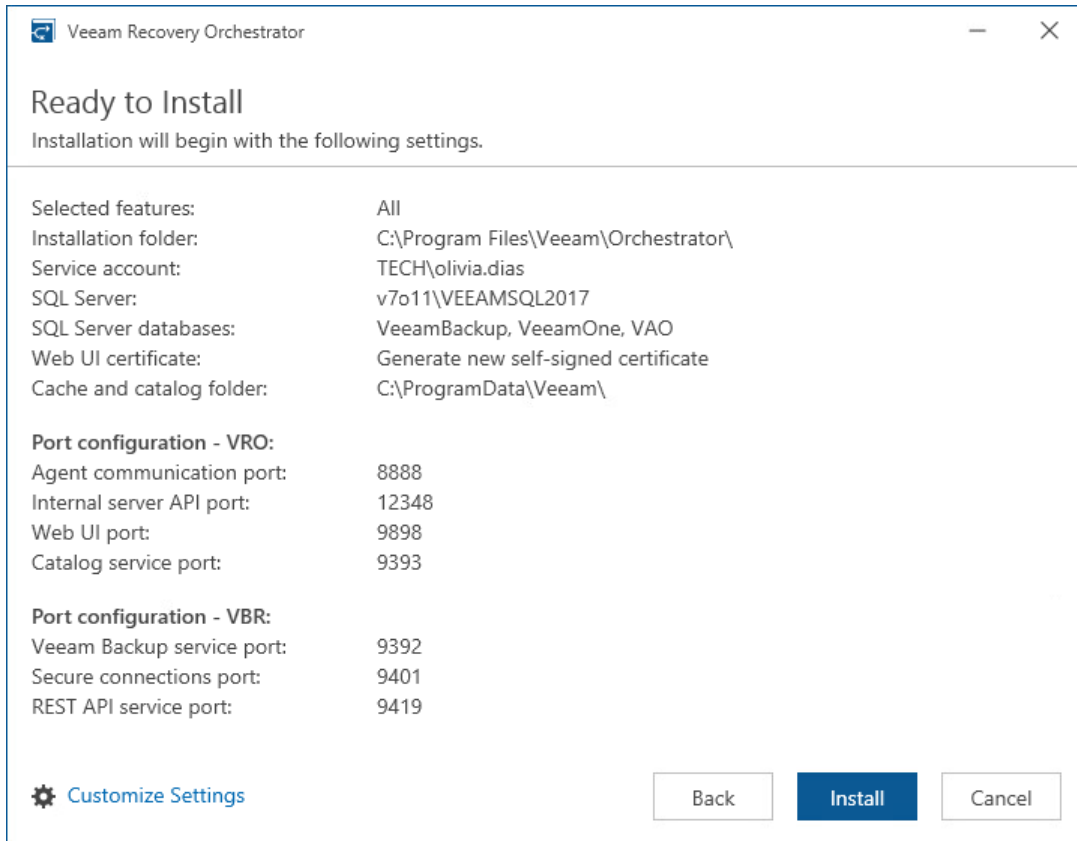 Veeam Recovery Orchestrator
Ready to Install
Installation will begin with the following settings.
Selected features: All
Installation folder: C:\Program Files\Veeam\Orchestrator\
Service account: TECH\olivia.dias
SQL Server: v7o11\VEEAMSQL2017
SQL Server databases: VeeamBackup, VeeamOne, VAO
Web UI certificate: Generate new self-signed certificate
Cache and catalog folder: C:\ProgramData\Veeam\
Port configuration - VRO:
Agent communication port: 8888
Internal server API port: 12348
Web UI port: 9898
Catalog service port: 9393
Port configuration - VBR:
Veeam Backup service port: 9392
Secure connections port: 9401
REST API service port: 9419
Customize Settings Back Install Cancel